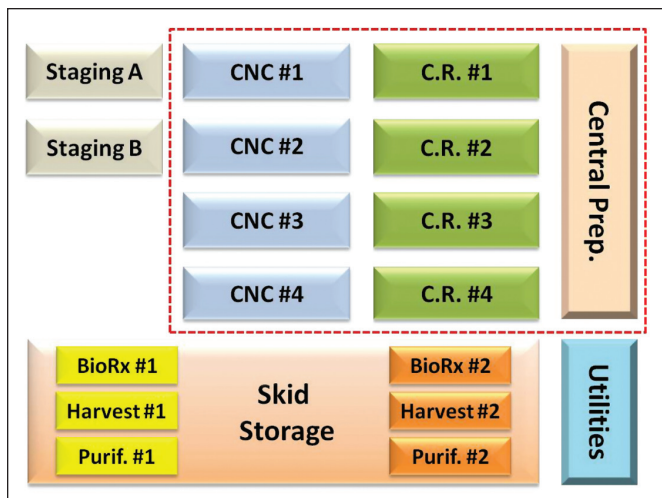 Staging A
CNC #1
C.R. #1
Central Prep.
Staging B
CNC #2
C.R. #2
CNC #3
C.R. #3
CNC #4
C.R. #4
BioRx #1
Harvest #1
Purif. #1
Skid
Storage
BioRx #2
Harvest #2
Purif. #2
Utilities